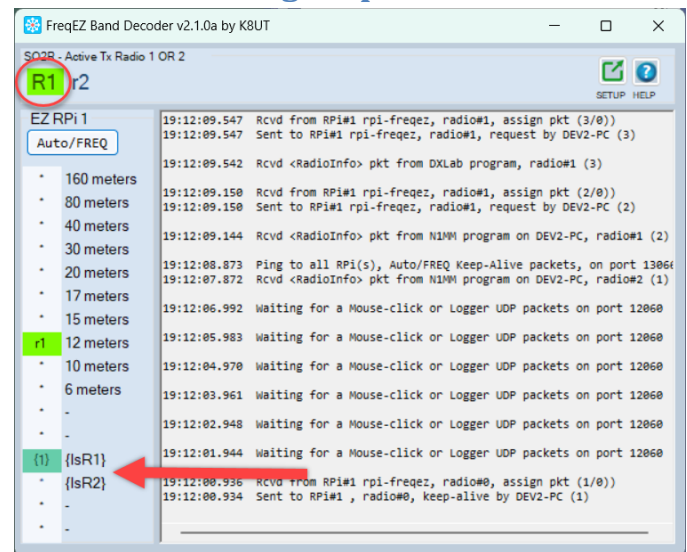 FreqEZ Band Decoder v2.1.0a by K8UT
SO2R - Active Tx Radio 1 OR 2
R1 r2
SETUP HELP
EZ RPi 1
Auto/FREQ
* 160 meters
* 80 meters
* 40 meters
* 30 meters
* 20 meters
* 17 meters
* 15 meters
r1 12 meters
* 10 meters
* 6 meters
* -
* -
{1} {IsR1}
* {IsR2}
* -
* -
19:12:09.547 Rcvd from RPi#1 rpi-freqez, radio#1, assign pkt (3/0))
19:12:09.547 Sent to RPi#1 rpi-freqez, radio#1, request by DEV2-PC (3)
19:12:09.542 Rcvd <RadioInfo> pkt from DXLab program, radio#1 (3)
19:12:09.150 Rcvd from RPi#1 rpi-freqez, radio#1, assign pkt (2/0))
19:12:09.150 Sent to RPi#1 rpi-freqez, radio#1, request by DEV2-PC (2)
19:12:09.144 Rcvd <RadioInfo> pkt from N1MM program on DEV2-PC, radio#1 (2)
19:12:08.873 Ping to all RPi(s), Auto/FREQ Keep-Alive packets, on port 1306
19:12:07.872 Rcvd <RadioInfo> pkt from N1MM program on DEV2-PC, radio#2 (1)
19:12:06.992 Waiting for a Mouse-click or Logger UDP packets on port 12060
19:12:05.983 Waiting for a Mouse-click or Logger UDP packets on port 12060
19:12:04.970 Waiting for a Mouse-click or Logger UDP packets on port 12060
19:12:03.961 Waiting for a Mouse-click or Logger UDP packets on port 12060
19:12:02.948 Waiting for a Mouse-click or Logger UDP packets on port 12060
19:12:01.944 Waiting for a Mouse-click or Logger UDP packets on port 12060
19:12:00.936 Rcvd from RPi#1 rpi-freqez, radio#0, assign pkt (1/0))
19:12:00.934 Sent to RPi#1 , radio#0, keep-alive by DEV2-PC (1)